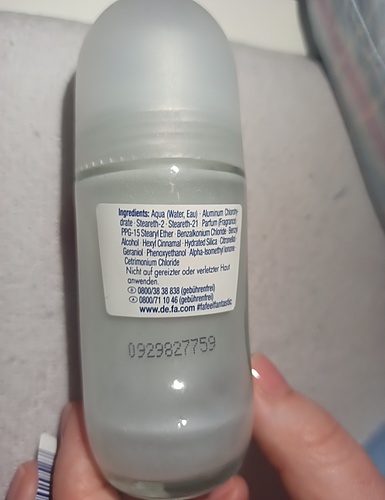 Ingredients: Aqua (Water, Eau) · Aluminum Chlorohy-
drate · Steareth-2 · Steareth-21 · Parfum (Fragrance)
PPG-15 Stearyl Ether · Benzalkonium Chloride · Benzyl
Alcohol · Hexyl Cinnamal · Hydrated Silica · Citronellol
Geraniol · Phenoxyethanol · Alpha-Isomethyl Ionone
Cetrimonium Chloride
Nicht auf gereizter oder verletzter Haut
anwenden.
0800/38 38 838 (gebührenfrei)
0800/71 10 46 (gebührenfrei)
www.de.fa.com #fafeelfantastic
0929827759